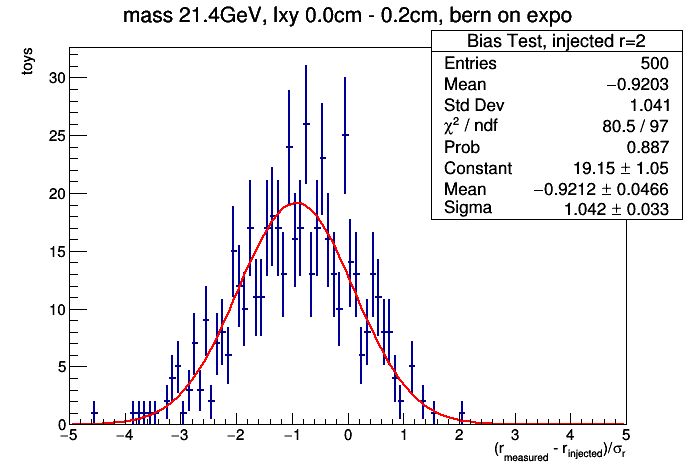 mass 21.4GeV, lxy 0.0cm - 0.2cm, bern on expo
Bias Test, injected r=2
Entries 500
Mean −0.9203
Std Dev 1.041
χ² / ndf 80.5 / 97
Prob 0.887
Constant 19.15 ± 1.05
Mean −0.9212 ± 0.0466
Sigma 1.042 ± 0.033
toys
30
25
20
15
10
5
0
−5 −4 −3 −2 −1 0 1 2 3 4 5
(r_measured - r_injected)/σ_r